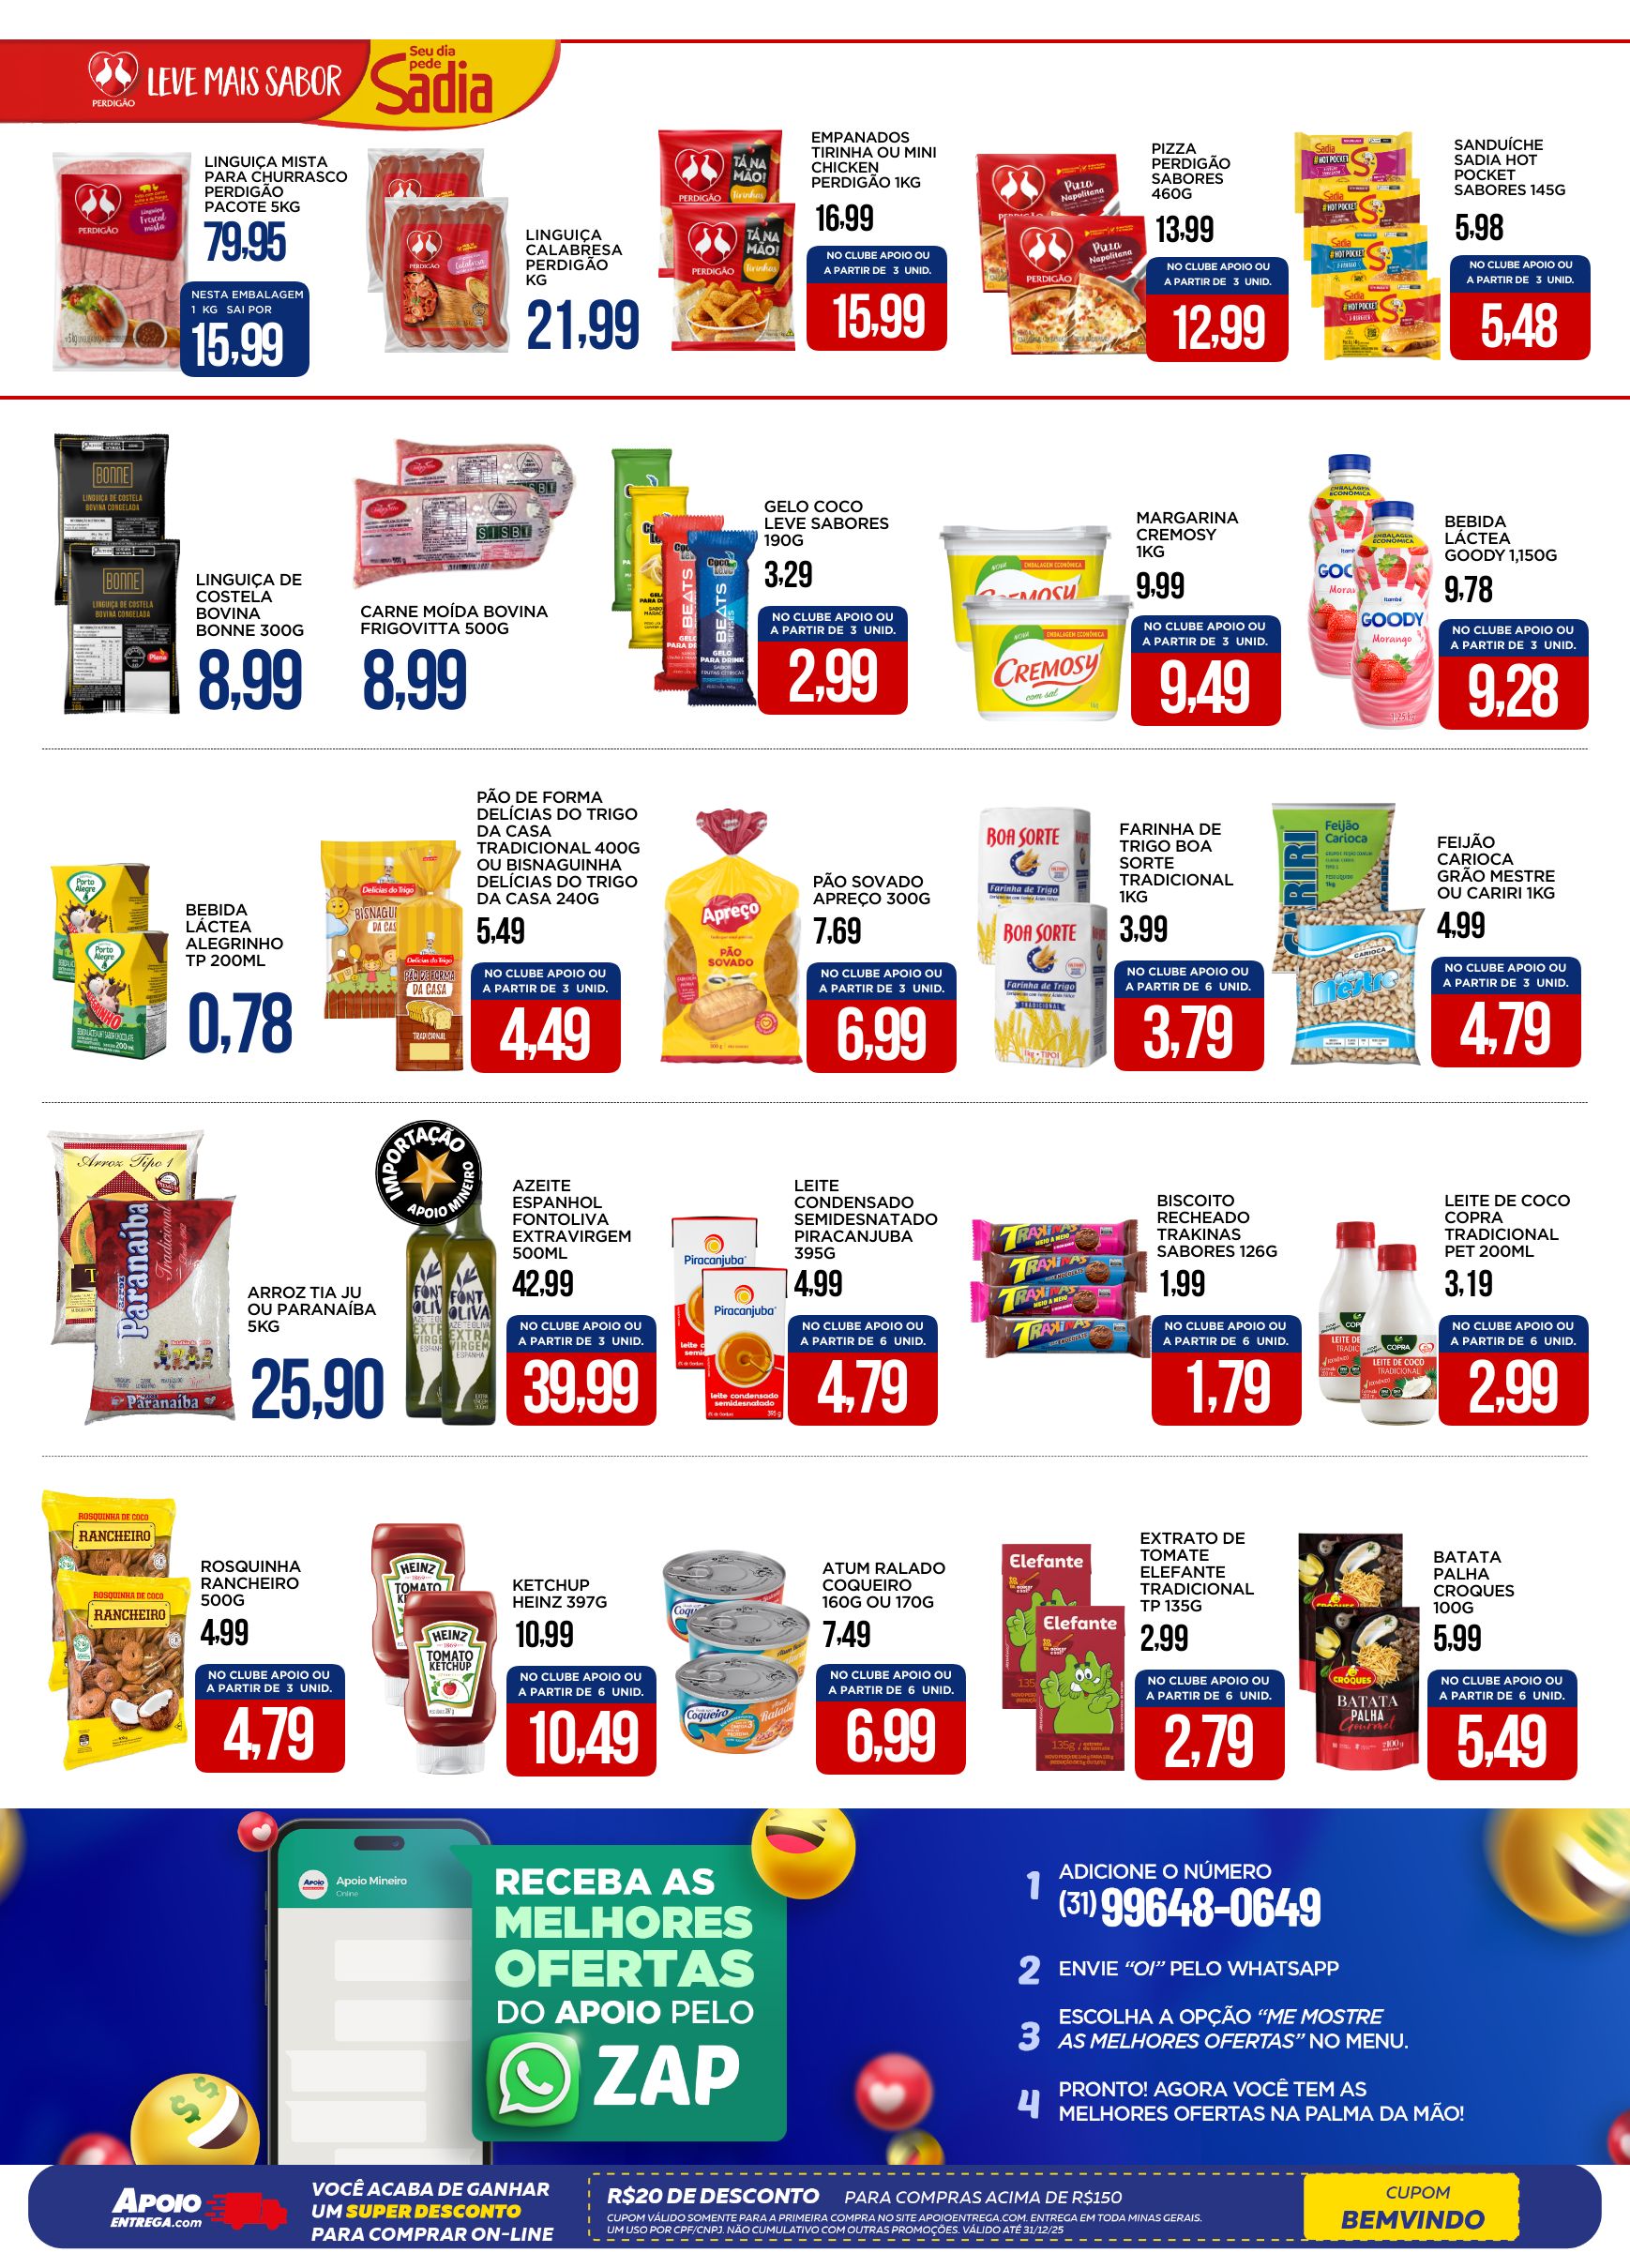 PERDIGÃO
LEVE MAIS SABOR
Seu dia
pede
Sadia
LINGUIÇA MISTA
PARA CHURRASCO
PERDIGÃO
PACOTE 5KG
79,95
NESTA EMBALAGEM
1 KG SAI POR
15,99
LINGUIÇA
CALABRESA
PERDIGÃO
KG
21,99
EMPANADOS
TIRINHA OU MINI
CHICKEN
PERDIGÃO 1KG
16,99
NO CLUBE APOIO OU
A PARTIR DE 3 UNID.
15,99
PIZZA
PERDIGÃO
SABORES
460G
13,99
NO CLUBE APOIO OU
A PARTIR DE 3 UNID.
12,99
SANDUÍCHE
SADIA HOT
POCKET
SABORES 145G
5,98
NO CLUBE APOIO OU
A PARTIR DE 3 UNID.
5,48
LINGUIÇA DE
COSTELA
BOVINA
BONNE 300G
8,99
CARNE MOÍDA BOVINA
FRIGOVITTA 500G
8,99
GELO COCO
LEVE SABORES
190G
3,29
NO CLUBE APOIO OU
A PARTIR DE 3 UNID.
2,99
MARGARINA
CREMOSY
1KG
9,99
NO CLUBE APOIO OU
A PARTIR DE 3 UNID.
9,49
BEBIDA
LÁCTEA
GOODY 1,150G
9,78
NO CLUBE APOIO OU
A PARTIR DE 3 UNID.
9,28
BEBIDA
LÁCTEA
ALEGRINHO
TP 200ML
0,78
PÃO DE FORMA
DELÍCIAS DO TRIGO
DA CASA
TRADICIONAL 400G
OU BISNAGUINHA
DELÍCIAS DO TRIGO
DA CASA 240G
5,49
NO CLUBE APOIO OU
A PARTIR DE 3 UNID.
4,49
PÃO SOVADO
APREÇO 300G
7,69
NO CLUBE APOIO OU
A PARTIR DE 3 UNID.
6,99
FARINHA DE
TRIGO BOA
SORTE
TRADICIONAL
1KG
3,99
NO CLUBE APOIO OU
A PARTIR DE 6 UNID.
3,79
FEIJÃO
CARIOCA
GRÃO MESTRE
OU CARIRI 1KG
4,99
NO CLUBE APOIO OU
A PARTIR DE 3 UNID.
4,79
ARROZ TIA JU
OU PARANAÍBA
5KG
25,90
IMPORTAÇÃO
APOIO MINEIRO
AZEITE
ESPANHOL
FONTOLIVA
EXTRAVIRGEM
500ML
42,99
NO CLUBE APOIO OU
A PARTIR DE 3 UNID.
39,99
LEITE
CONDENSADO
SEMIDESNATADO
PIRACANJUBA
395G
4,99
NO CLUBE APOIO OU
A PARTIR DE 6 UNID.
4,79
BISCOITO
RECHEADO
TRAKINAS
SABORES 126G
1,99
NO CLUBE APOIO OU
A PARTIR DE 6 UNID.
1,79
LEITE DE COCO
COPRA
TRADICIONAL
PET 200ML
3,19
NO CLUBE APOIO OU
A PARTIR DE 6 UNID.
2,99
ROSQUINHA
RANCHEIRO
500G
4,99
NO CLUBE APOIO OU
A PARTIR DE 3 UNID.
4,79
KETCHUP
HEINZ 397G
10,99
NO CLUBE APOIO OU
A PARTIR DE 6 UNID.
10,49
ATUM RALADO
COQUEIRO
160G OU 170G
7,49
NO CLUBE APOIO OU
A PARTIR DE 6 UNID.
6,99
EXTRATO DE
TOMATE
ELEFANTE
TRADICIONAL
TP 135G
2,99
NO CLUBE APOIO OU
A PARTIR DE 6 UNID.
2,79
BATATA
PALHA
CROQUES
100G
5,99
NO CLUBE APOIO OU
A PARTIR DE 6 UNID.
5,49
Apoio Mineiro
Online
RECEBA AS
MELHORES
OFERTAS
DO APOIO PELO
ZAP
1 ADICIONE O NÚMERO
(31) 99648-0649
2 ENVIE “OI” PELO WHATSAPP
3 ESCOLHA A OPÇÃO “ME MOSTRE
AS MELHORES OFERTAS” NO MENU.
4 PRONTO! AGORA VOCÊ TEM AS
MELHORES OFERTAS NA PALMA DA MÃO!
APOIO
ENTREGA.com
VOCÊ ACABA DE GANHAR
UM SUPER DESCONTO
PARA COMPRAR ON-LINE
R$20 DE DESCONTO PARA COMPRAS ACIMA DE R$150
CUPOM VÁLIDO SOMENTE PARA A PRIMEIRA COMPRA NO SITE APOIOENTREGA.COM. ENTREGA EM TODA MINAS GERAIS.
UM USO POR CPF/CNPJ. NÃO CUMULATIVO COM OUTRAS PROMOÇÕES. VÁLIDO ATÉ 31/12/25
CUPOM
BEMVINDO